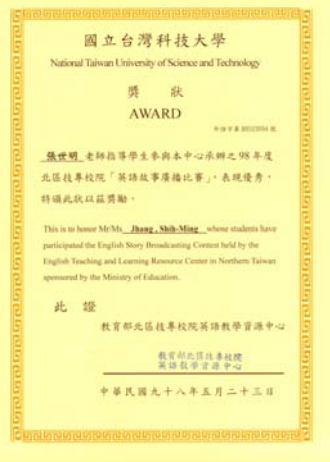 國立台灣科技大學
National Taiwan University of Science and Technology
獎 狀
AWARD
張世明 老師指導學生參與本中心承辦之98年度
北區技專校院「英語故事廣播比賽」，表現優秀，
特頒此狀以茲獎勵。
This is to honor Mr/Ms Jhang, Shih-Ming whose students have
participated the English Story Broadcasting Contest held by the
English Teaching and Learning Resource Center in Northern Taiwan
sponsored by the Ministry of Education.
此 證
教育部北區技專校院英語教學資源中心
教育部北區技專校院
英語教學資源中心
中華民國九十八年五月二十三日